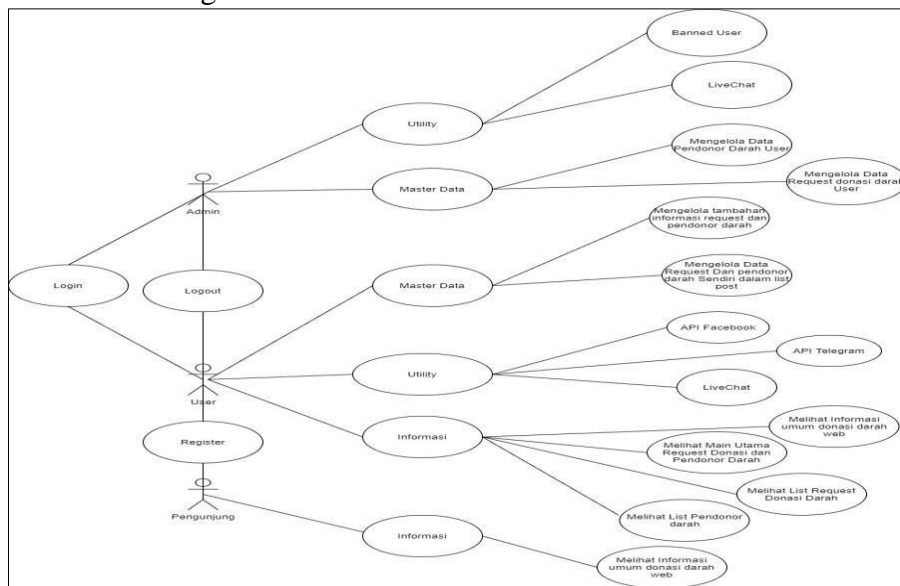 Banned User
LiveChat
Utility
Mengelola Data
Pendonor Darah User
Master Data
Mengelola Data
Request donasi darah
User
Admin
Mengelola tambahan
informasi request dan
pendonor darah
Login
Logout
Master Data
Mengelola Data
Request Dan pendonor
darah Sendiri dalam list
post
API Facebook
API Telegram
Utility
LiveChat
User
Melihat Informasi
umum donasi darah
web
Register
Informasi
Melihat Main Utama
Request Donasi dan
Pendonor Darah
Melihat List Request
Donasi Darah
Pengunjung
Melihat List Pendonor
darah
Informasi
Melihat Informasi
umum donasi darah
web